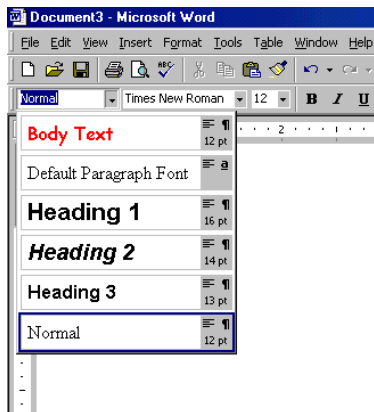 Document3 - Microsoft Word
File Edit View Insert Format Tools Table Window Help
ABC
Normal Times New Roman 12 B I U
Body Text ¶ 12 pt
2
Default Paragraph Font a
Heading 1 ¶ 16 pt
Heading 2 ¶ 14 pt
Heading 3 ¶ 13 pt
Normal ¶ 12 pt